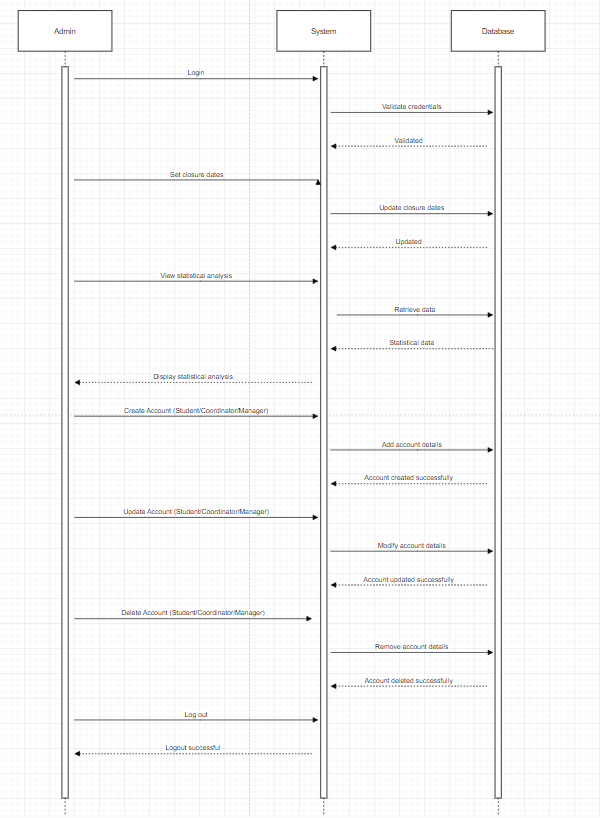 Admin
System
Database
Login
Validate credentials
Validated
Set closure dates
Update closure dates
Updated
View statistical analysis
Retrieve data
Statistical data
Display statistical analysis
Create Account (Student/Coordinator/Manager)
Add account details
Account created successfully
Update Account (Student/Coordinator/Manager)
Modify account details
Account updated successfully
Delete Account (Student/Coordinator/Manager)
Remove account details
Account deleted successfully
Log out
Logout successful